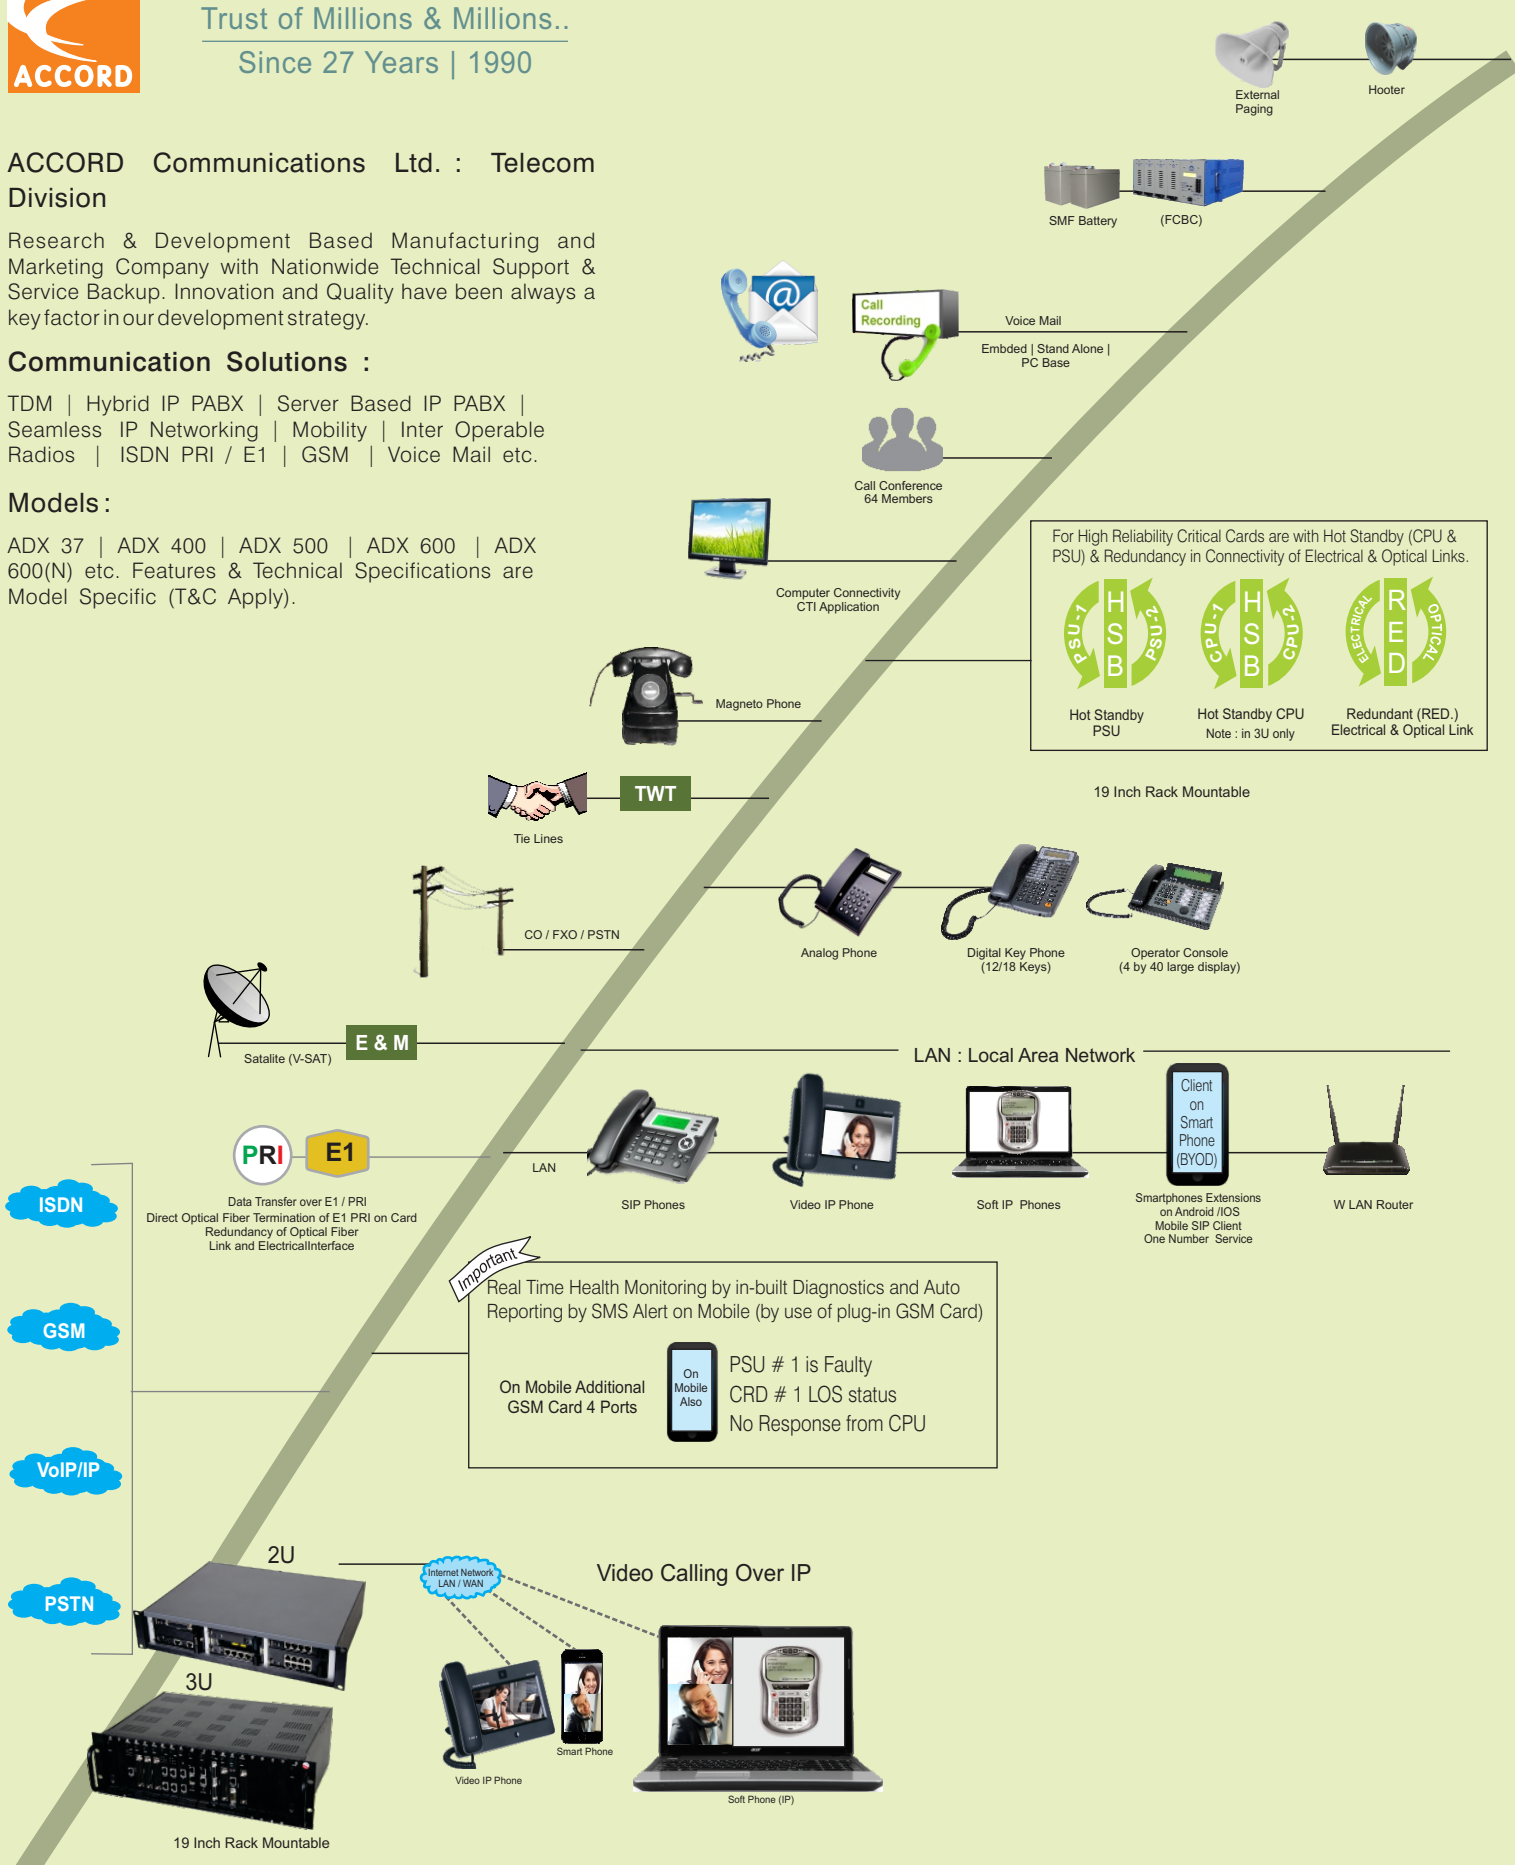 ACCORD
Trust of Millions & Millions..
Since 27 Years | 1990
ACCORD Communications Ltd. : Telecom
Division
Research & Development Based Manufacturing and
Marketing Company with Nationwide Technical Support &
Service Backup. Innovation and Quality have been always a
key factor in our development strategy.
Communication Solutions :
TDM | Hybrid IP PABX | Server Based IP PABX |
Seamless IP Networking | Mobility | Inter Operable
Radios | ISDN PRI / E1 | GSM | Voice Mail etc.
Models :
ADX 37 | ADX 400 | ADX 500 | ADX 600 | ADX
600(N) etc. Features & Technical Specifications are
Model Specific (T&C Apply).
External
Paging
Hooter
SMF Battery
(FCBC)
@
Call
Recording
Voice Mail
Embded | Stand Alone |
PC Base
Call Conference
64 Members
Computer Connectivity
CTI Application
For High Reliability Critical Cards are with Hot Standby (CPU &
PSU) & Redundancy in Connectivity of Electrical & Optical Links.
PSU-1
HSB
PSU-2
CPU-1
HSB
CPU-2
ELECTRICAL
RED
OPTICAL
Hot Standby
PSU
Hot Standby CPU
Note : in 3U only
Redundant (RED.)
Electrical & Optical Link
19 Inch Rack Mountable
Magneto Phone
TWT
Tie Lines
CO / FXO / PSTN
Analog Phone
Digital Key Phone
(12/18 Keys)
Operator Console
(4 by 40 large display)
Satalite (V-SAT)
E & M
LAN : Local Area Network
PRI
E1
Data Transfer over E1 / PRI
Direct Optical Fiber Termination of E1 PRI on Card
Redundancy of Optical Fiber
Link and ElectricalInterface
LAN
SIP Phones
Video IP Phone
Soft IP Phones
Client
on
Smart
Phone
(BYOD)
Smartphones Extensions
on Android /IOS
Mobile SIP Client
One Number Service
W LAN Router
ISDN
GSM
VoIP/IP
PSTN
Important
Real Time Health Monitoring by in-built Diagnostics and Auto
Reporting by SMS Alert on Mobile (by use of plug-in GSM Card)
On Mobile Additional
GSM Card 4 Ports
On
Mobile
Also
PSU # 1 is Faulty
CRD # 1 LOS status
No Response from CPU
2U
3U
19 Inch Rack Mountable
Internet Network
LAN / WAN
Video Calling Over IP
Video IP Phone
Smart Phone
Soft Phone (IP)